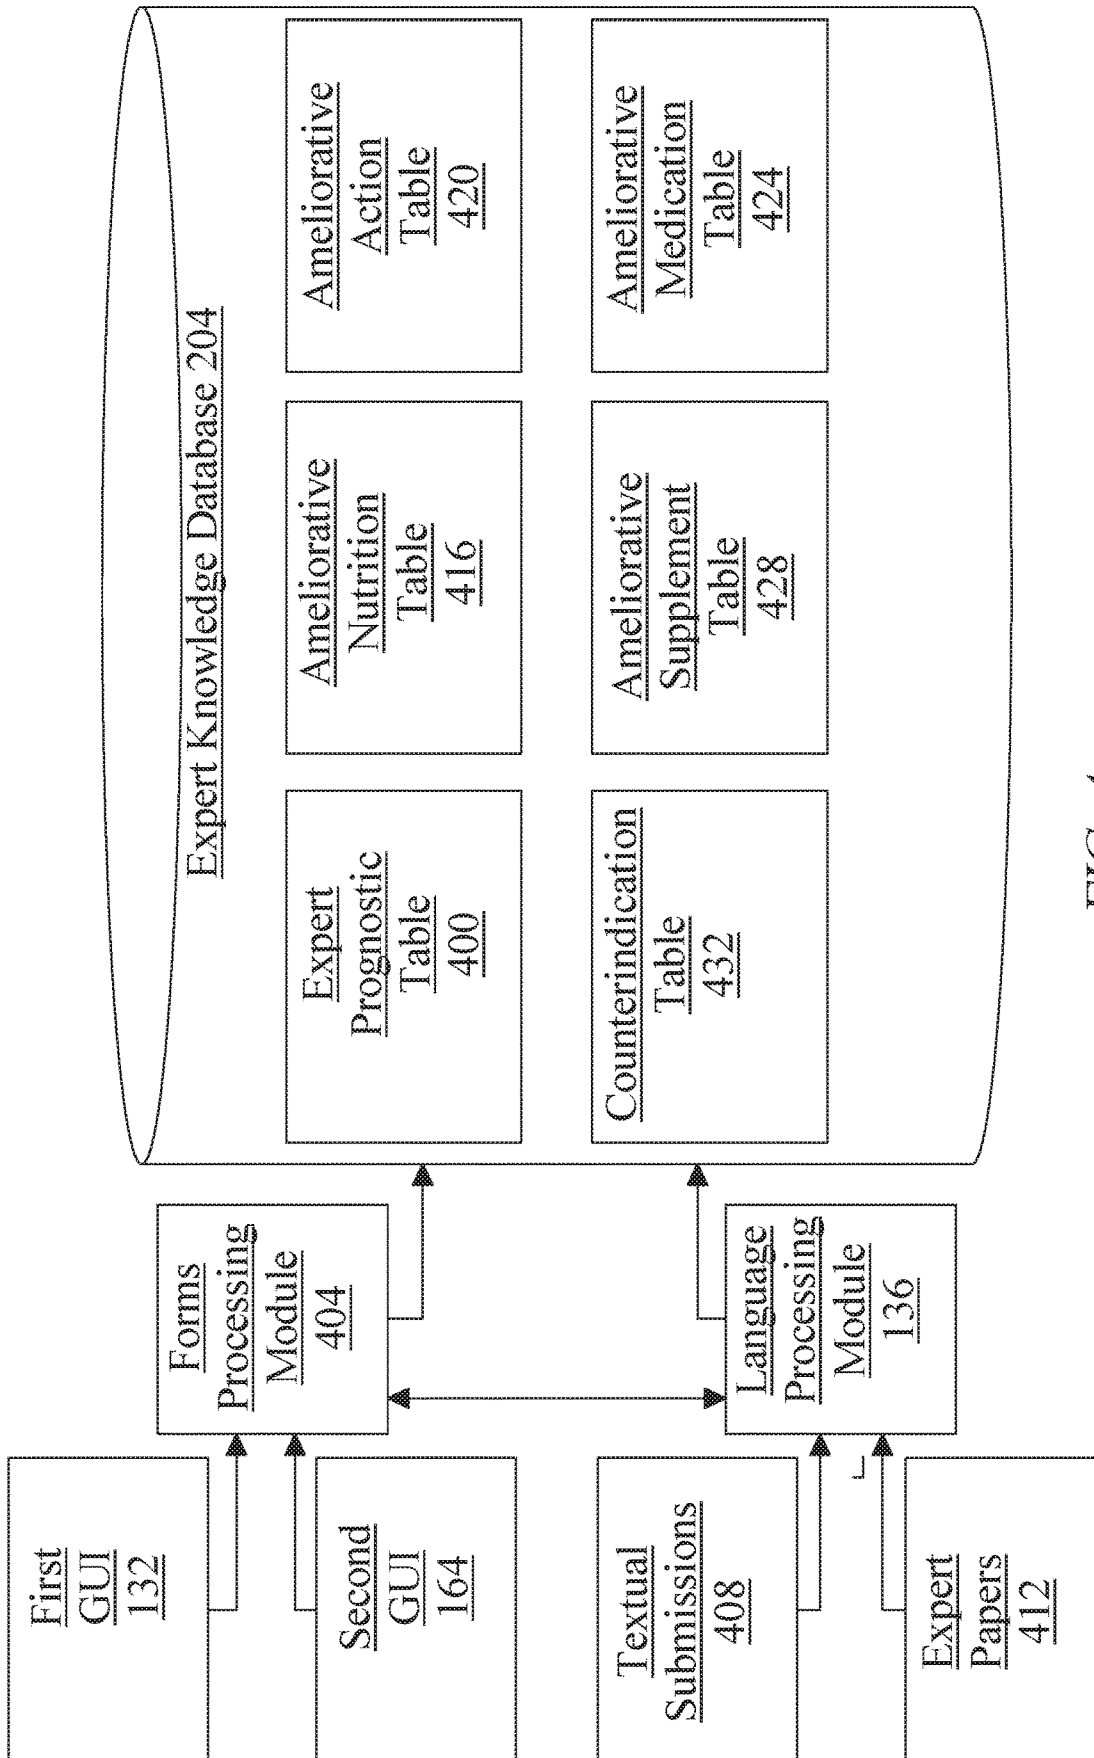 Expert Knowledge Database 204
Expert
Prognostic
Table
400
Ameliorative
Nutrition
Table
416
Ameliorative
Action
Table
420
Counterindication
Table
432
Ameliorative
Supplement
Table
428
Ameliorative
Medication
Table
424
Forms
Processing
Module
404
Language
Processing
Module
136
First
GUI
132
Second
GUI
164
Textual
Submissions
408
Expert
Papers
412